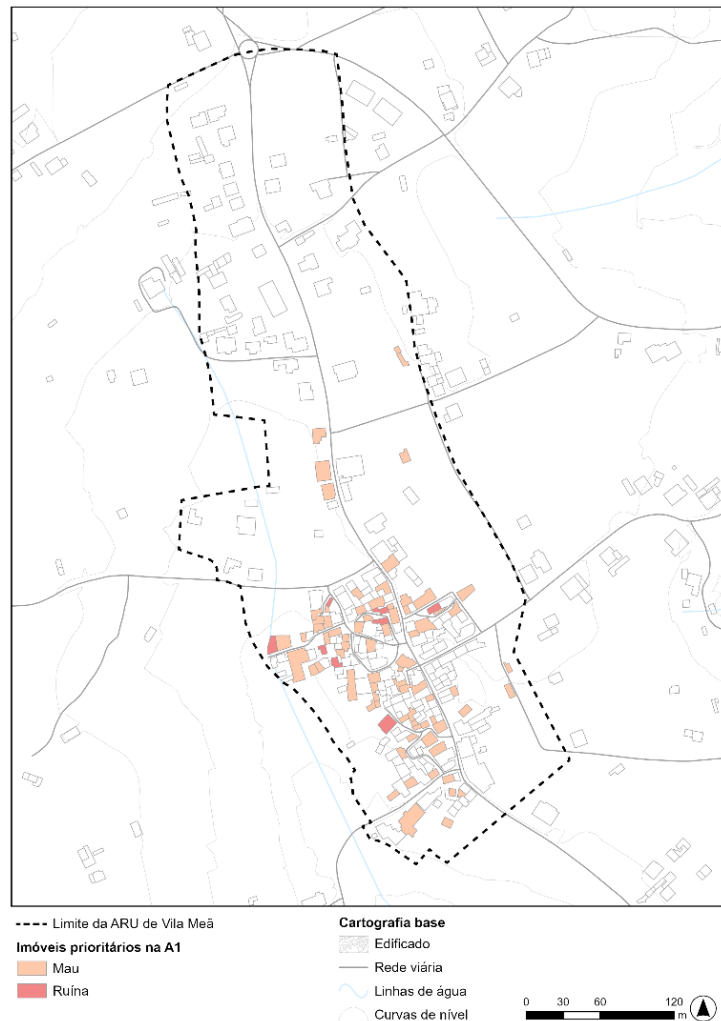 Limite da ARU de Vila Meã
Imóveis prioritários na A1
Mau
Ruína
Cartografia base
Edificado
Rede viária
Linhas de água
Curvas de nível
0 30 60 120
m